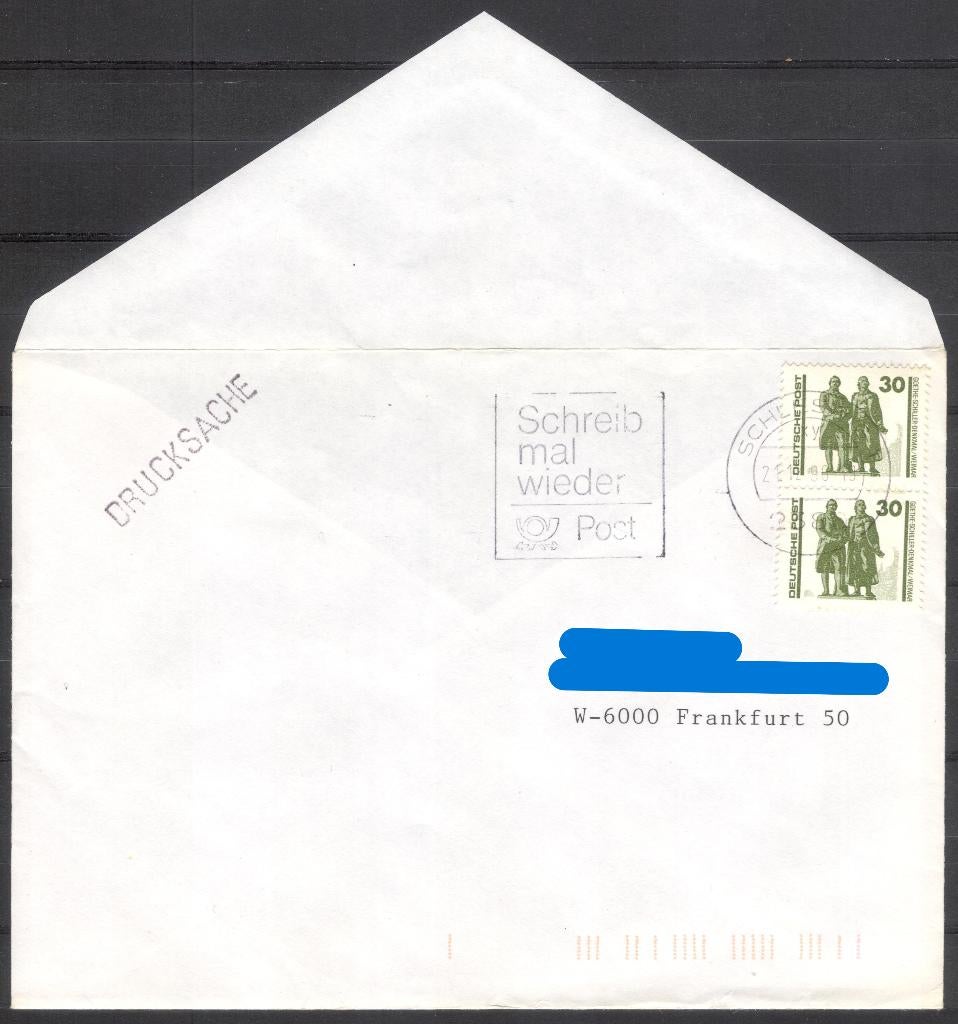 DRUCKSACHE
Schreib
mal
wieder
Post
DEUTSCHE POST
30
GOETHE-SCHILLER-DENKMAL/WEIMAR
DEUTSCHE POST
30
GOETHE-SCHILLER-DENKMAL/WEIMAR
W-6000 Frankfurt 50